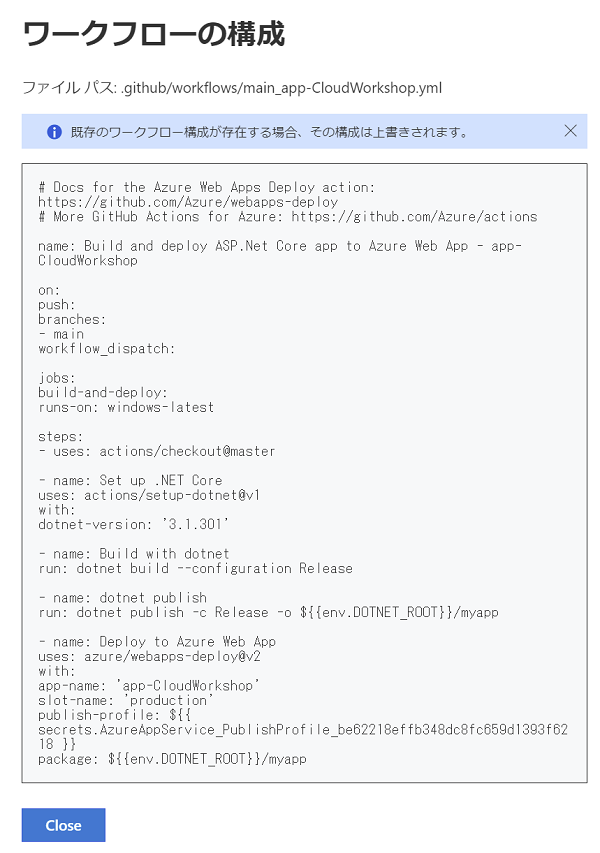 ワークフローの構成
ファイル パス: .github/workflows/main_app-CloudWorkshop.yml
既存のワークフロー構成が存在する場合、その構成は上書きされます。
# Docs for the Azure Web Apps Deploy action:
https://github.com/Azure/webapps-deploy
# More GitHub Actions for Azure: https://github.com/Azure/actions
name: Build and deploy ASP.Net Core app to Azure Web App - app-
CloudWorkshop
on:
push:
branches:
- main
workflow_dispatch:
jobs:
build-and-deploy:
runs-on: windows-latest
steps:
- uses: actions/checkout@master
- name: Set up .NET Core
uses: actions/setup-dotnet@v1
with:
dotnet-version: '3.1.301'
- name: Build with dotnet
run: dotnet build --configuration Release
- name: dotnet publish
run: dotnet publish -c Release -o ${{env.DOTNET_ROOT}}/myapp
- name: Deploy to Azure Web App
uses: azure/webapps-deploy@v2
with:
app-name: 'app-CloudWorkshop'
slot-name: 'production'
publish-profile: ${{
secrets.AzureAppService_PublishProfile_be62218effb348dc8fc659d1393f62
18 }}
package: ${{env.DOTNET_ROOT}}/myapp
Close